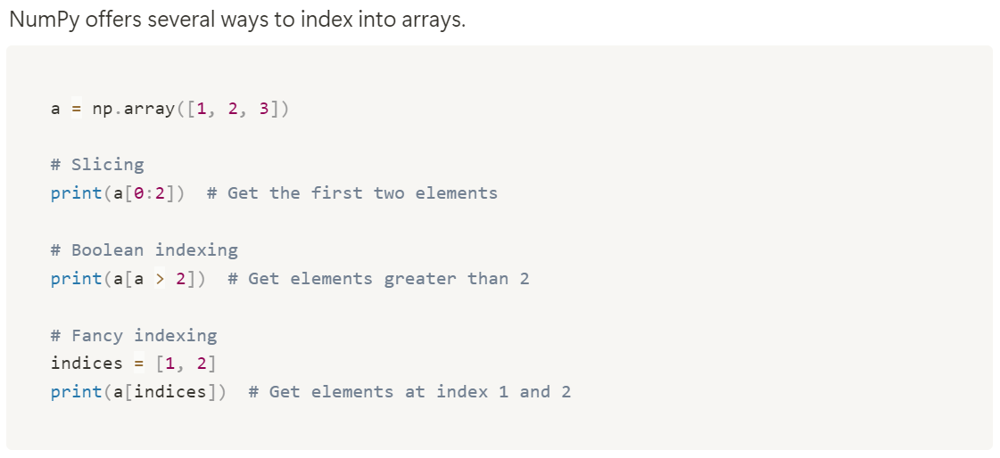 NumPy offers several ways to index into arrays.
a = np.array([1, 2, 3])
# Slicing
print(a[0:2])  # Get the first two elements
# Boolean indexing
print(a[a > 2])  # Get elements greater than 2
# Fancy indexing
indices = [1, 2]
print(a[indices])  # Get elements at index 1 and 2